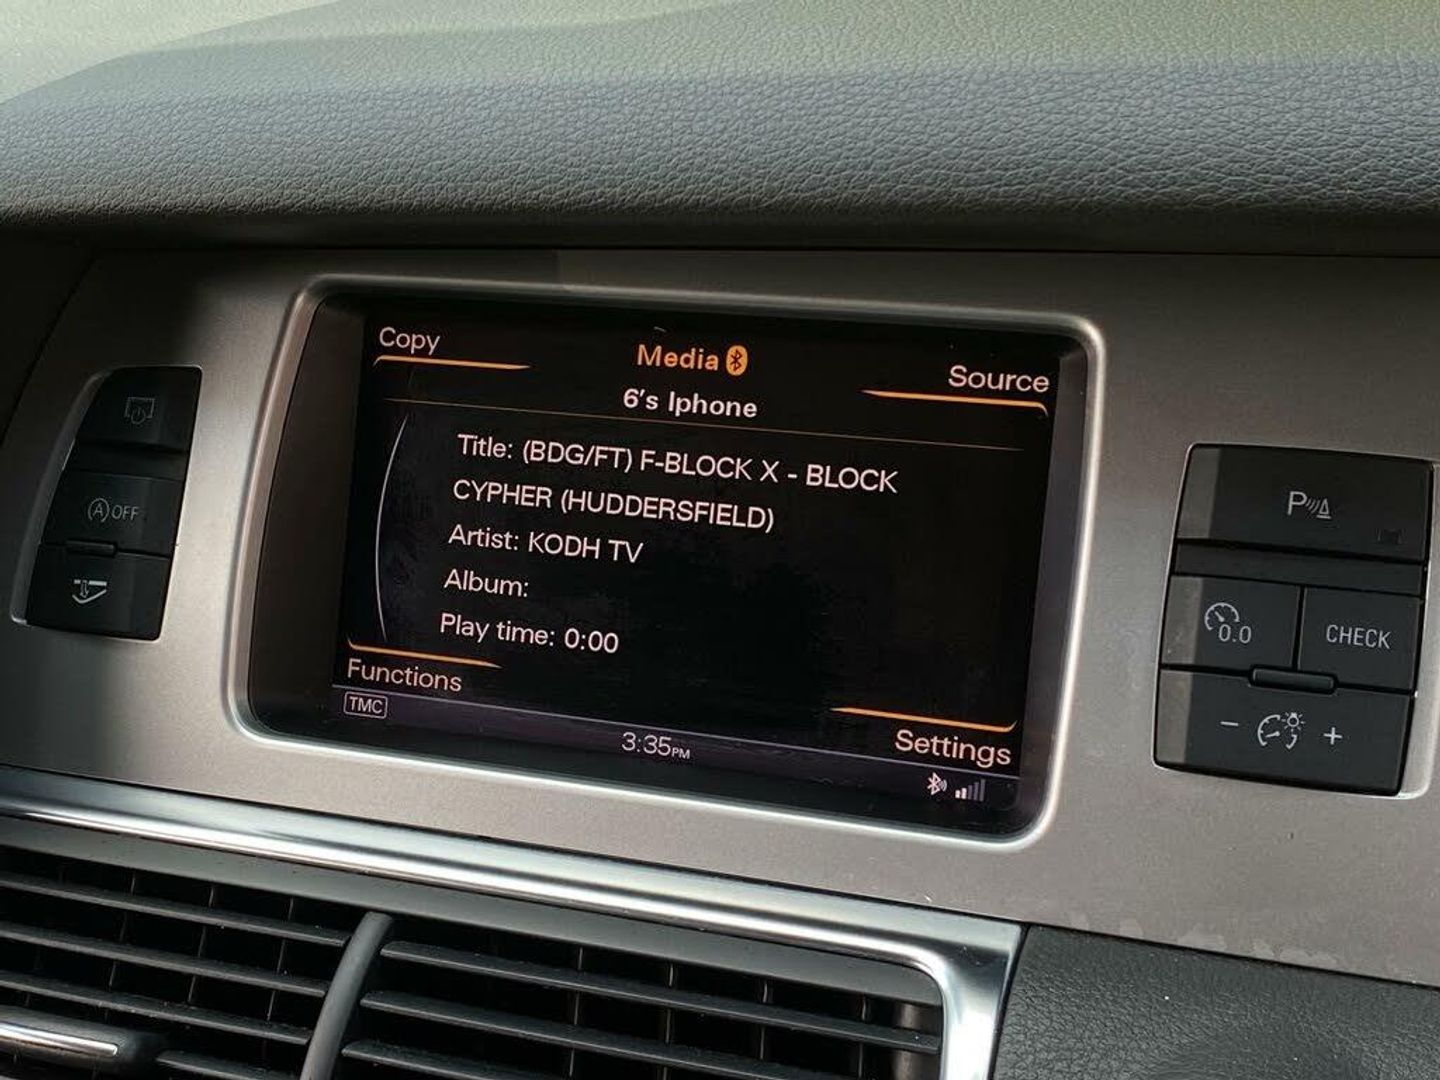 Copy
Media
Source
6's Iphone
Title: (BDG/FT) F-BLOCK X - BLOCK
CYPHER (HUDDERSFIELD)
Artist: KODH TV
Album:
Play time: 0:00
Functions
TMC
3:35PM
Settings
(A) OFF
P
0.0
CHECK
- +